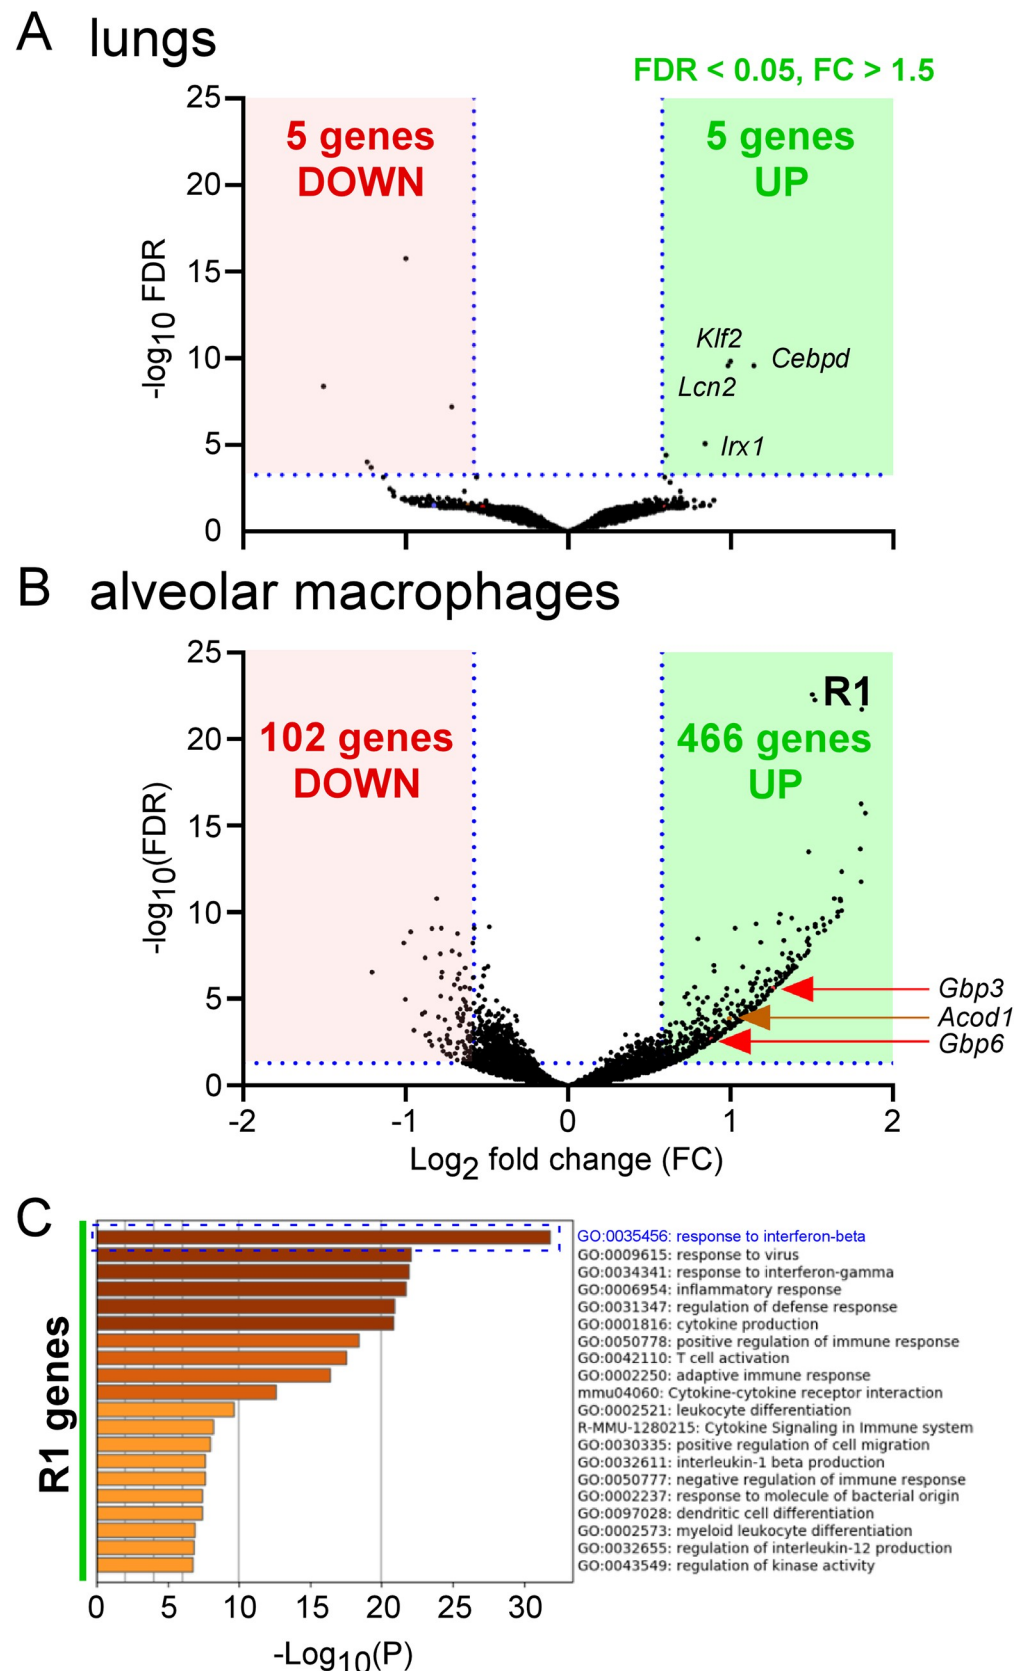 A lungs
FDR < 0.05, FC > 1.5
25
20
15
10
5
0
-log10 FDR
5 genes
DOWN
5 genes
UP
Klf2
Cebpd
Lcn2
Irx1
B alveolar macrophages
25
20
15
10
5
0
-log10(FDR)
102 genes
DOWN
R1
466 genes
UP
Gbp3
Acod1
Gbp6
-2 -1 0 1 2
Log2 fold change (FC)
C
R1 genes
GO:0035456: response to interferon-beta
GO:0009615: response to virus
GO:0034341: response to interferon-gamma
GO:0006954: inflammatory response
GO:0031347: regulation of defense response
GO:0001816: cytokine production
GO:0050778: positive regulation of immune response
GO:0042110: T cell activation
GO:0002250: adaptive immune response
mmu04060: Cytokine-cytokine receptor interaction
GO:0002521: leukocyte differentiation
R-MMU-1280215: Cytokine Signaling in Immune system
GO:0030335: positive regulation of cell migration
GO:0032611: interleukin-1 beta production
GO:0050777: negative regulation of immune response
GO:0002237: response to molecule of bacterial origin
GO:0097028: dendritic cell differentiation
GO:0002573: myeloid leukocyte differentiation
GO:0032655: regulation of interleukin-12 production
GO:0043549: regulation of kinase activity
0 5 10 15 20 25 30
-Log10(P)